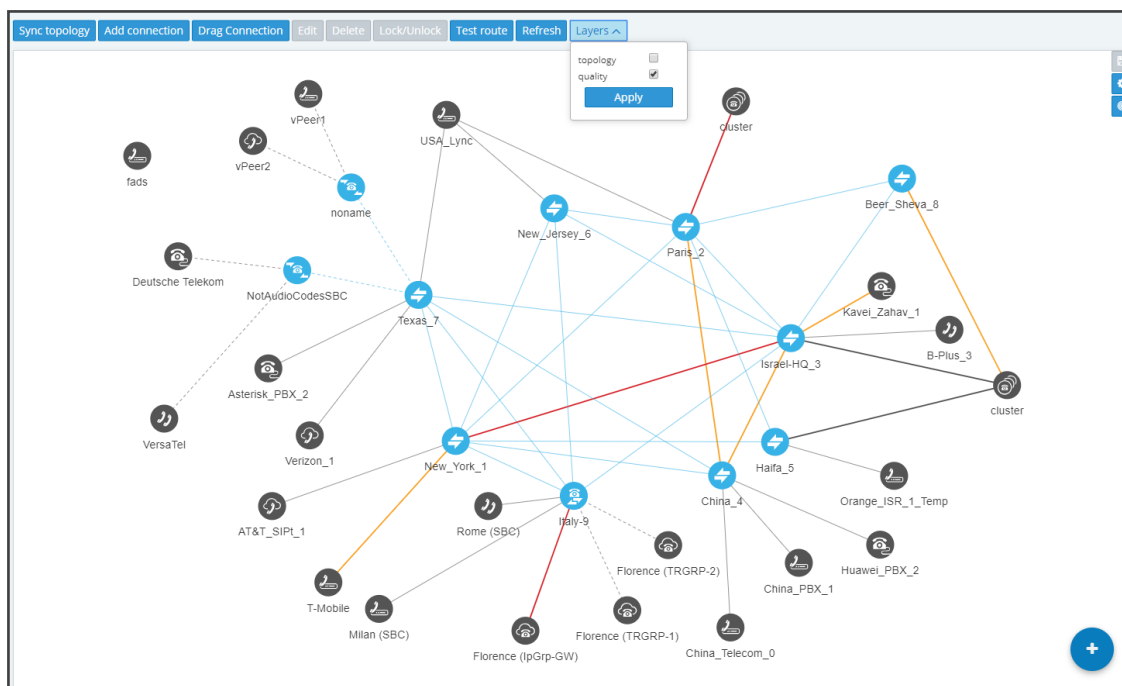 Sync topology
Add connection
Drag Connection
Edit
Delete
Lock/Unlock
Test route
Refresh
Layers
topology
quality
Apply
vPeer1
USA_Lync
cluster
vPeer2
fads
noname
Beer_Sheva_8
New_Jersey_6
Paris_2
Deutsche Telekom
NotAudioCodesSBC
Texas_7
Kavei_Zahav_1
B-Plus_3
Israel-HQ_3
Asterisk_PBX_2
cluster
VersaTel
Verizon_1
New_York_1
Haifa_5
China_4
Orange_ISR_1_Temp
AT&T_SIPt_1
Rome (SBC)
Italy-9
Florence (TRGRP-2)
Huawei_PBX_2
China_PBX_1
T-Mobile
Milan (SBC)
Florence (TRGRP-1)
Florence (IpGrp-GW)
China_Telecom_0